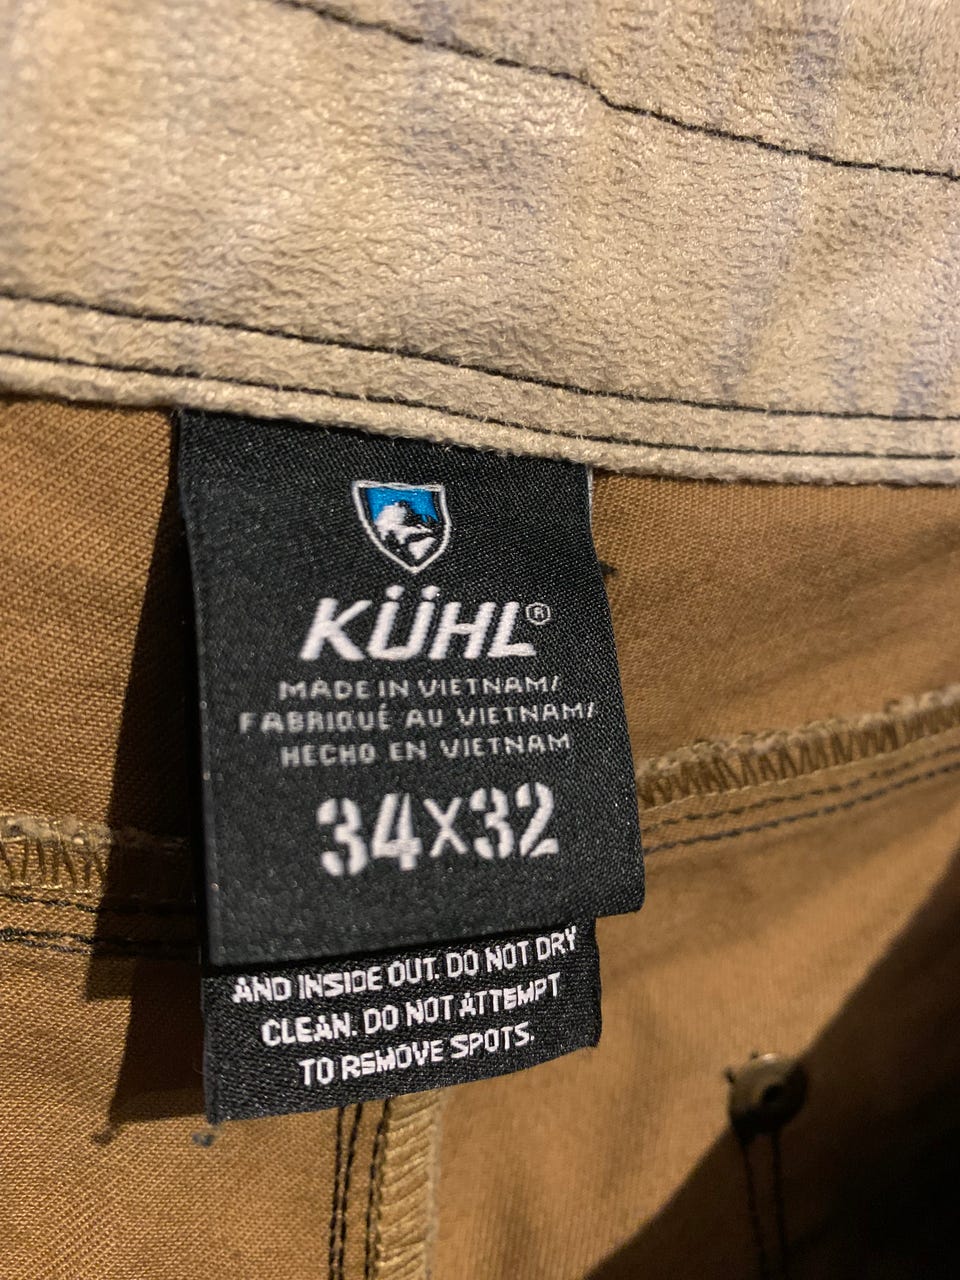 KÜHL®
MADE IN VIETNAM/
FABRIQUÉ AU VIETNAM/
HECHO EN VIETNAM
34X32
AND INSIDE OUT. DO NOT DRY
CLEAN. DO NOT ATTEMPT
TO REMOVE SPOTS.